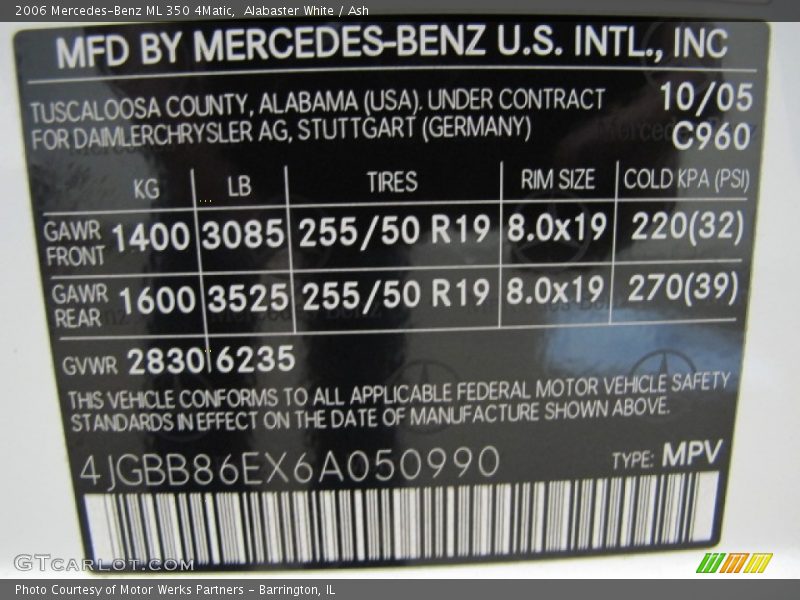 2006 Mercedes-Benz ML 350 4Matic,  Alabaster White / Ash
MFD BY MERCEDES-BENZ U.S. INTL., INC
TUSCALOOSA COUNTY, ALABAMA (USA). UNDER CONTRACT 10/05
FOR DAIMLERCHRYSLER AG, STUTTGART (GERMANY) C960
KG LB TIRES RIM SIZE COLD KPA (PSI)
GAWR FRONT 1400 3085 255/50 R19 8.0x19 220(32)
GAWR REAR 1600 3525 255/50 R19 8.0x19 270(39)
GVWR 2830 6235
THIS VEHICLE CONFORMS TO ALL APPLICABLE FEDERAL MOTOR VEHICLE SAFETY
STANDARDS IN EFFECT ON THE DATE OF MANUFACTURE SHOWN ABOVE.
4JGBB86EX6A050990 TYPE: MPV
GTCARLOT.COM
Photo Courtesy of Motor Werks Partners - Barrington, IL